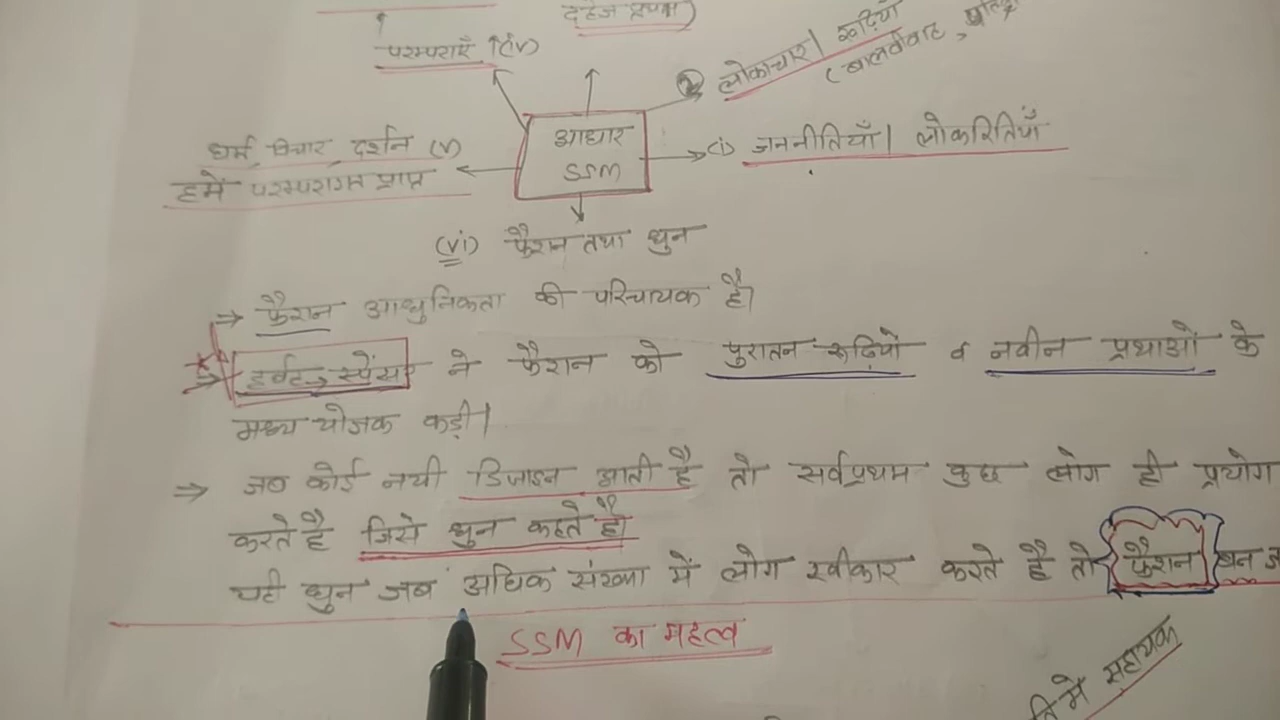 दहेज प्रथा)
परम्पराएँ (iv)
लोकाचार। रूढ़ियाँ
(बालविवाह,
आधार
SSM
(i) जननीतियाँ। लोकरितियाँ
धर्म, विचार, दर्शन (v)
हमें परम्परागत प्राप्त
(vi) फैशन तथा धुन
→ फैशन आधुनिकता की परिचायक है।
हर्बट स्पेंसर ने फैशन को पुरातन रूढ़ियो व नवीन प्रथाओं के
मध्य योजक कड़ी।
⇒ जब कोई नयी डिजाइन आती है तो सर्वप्रथम कुछ लोग ही प्रयोग
करते है जिसे धुन कहते है।
यही धुन जब अधिक संख्या में लोग स्वीकार करते है तो {फैशन} बन
SSM का महत्व
में सहायक